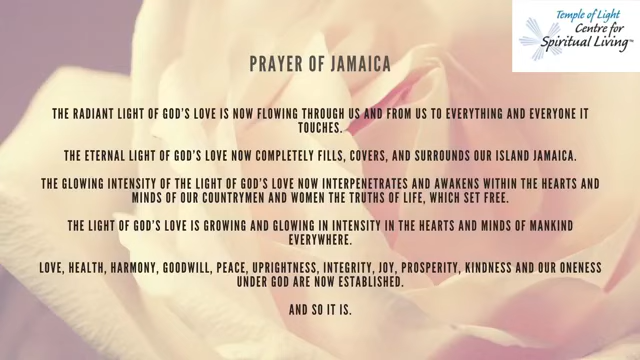 Temple of Light
Centre for
Spiritual Living™
PRAYER OF JAMAICA
THE RADIANT LIGHT OF GOD'S LOVE IS NOW FLOWING THROUGH US AND FROM US TO EVERYTHING AND EVERYONE IT
TOUCHES.
THE ETERNAL LIGHT OF GOD'S LOVE NOW COMPLETELY FILLS, COVERS, AND SURROUNDS OUR ISLAND JAMAICA.
THE GLOWING INTENSITY OF THE LIGHT OF GOD'S LOVE NOW INTERPENETRATES AND AWAKENS WITHIN THE HEARTS AND
MINDS OF OUR COUNTRYMEN AND WOMEN THE TRUTHS OF LIFE, WHICH SET FREE.
THE LIGHT OF GOD'S LOVE IS GROWING AND GLOWING IN INTENSITY IN THE HEARTS AND MINDS OF MANKIND
EVERYWHERE.
LOVE, HEALTH, HARMONY, GOODWILL, PEACE, UPRIGHTNESS, INTEGRITY, JOY, PROSPERITY, KINDNESS AND OUR ONENESS
UNDER GOD ARE NOW ESTABLISHED.
AND SO IT IS.